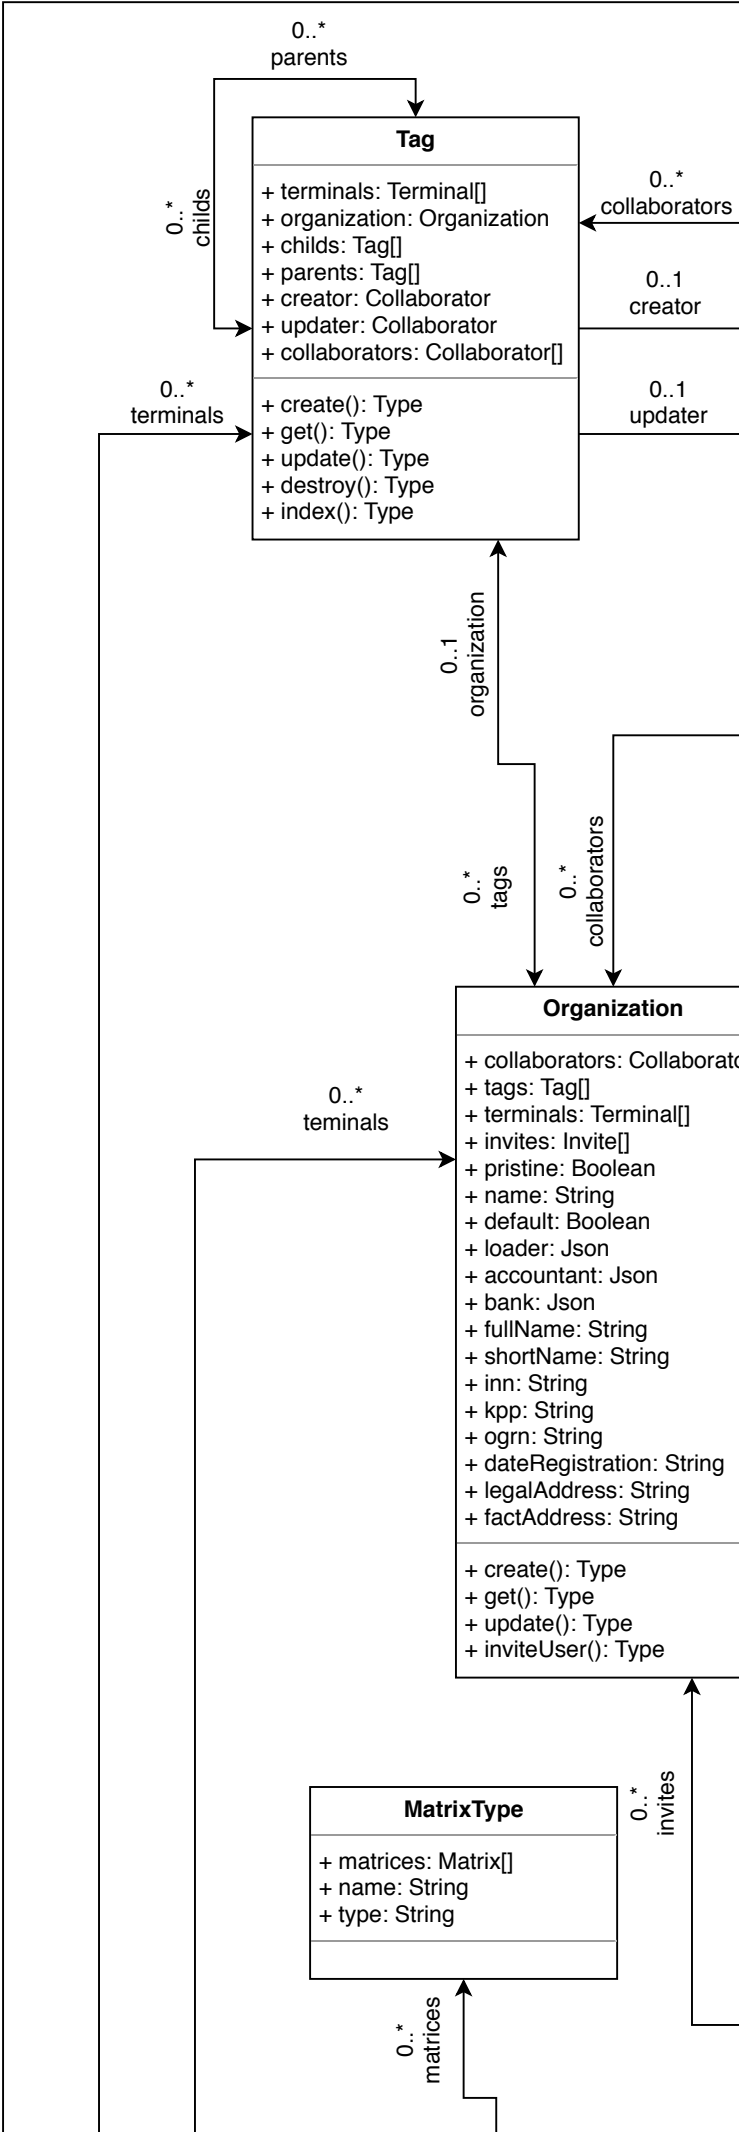 0..*
parents
Tag
0..*
childs
+ terminals: Terminal[]
+ organization: Organization
+ childs: Tag[]
+ parents: Tag[]
+ creator: Collaborator
+ updater: Collaborator
+ collaborators: Collaborator[]
0..*
collaborators
0..1
creator
0..*
terminals
0..1
updater
+ create(): Type
+ get(): Type
+ update(): Type
+ destroy(): Type
+ index(): Type
0..1
organization
0..*
tags
0..*
collaborators
Organization
0..*
teminals
+ collaborators: Collaborato
+ tags: Tag[]
+ terminals: Terminal[]
+ invites: Invite[]
+ pristine: Boolean
+ name: String
+ default: Boolean
+ loader: Json
+ accountant: Json
+ bank: Json
+ fullName: String
+ shortName: String
+ inn: String
+ kpp: String
+ ogrn: String
+ dateRegistration: String
+ legalAddress: String
+ factAddress: String
+ create(): Type
+ get(): Type
+ update(): Type
+ inviteUser(): Type
0..*
invites
MatrixType
+ matrices: Matrix[]
+ name: String
+ type: String
0..*
matrices